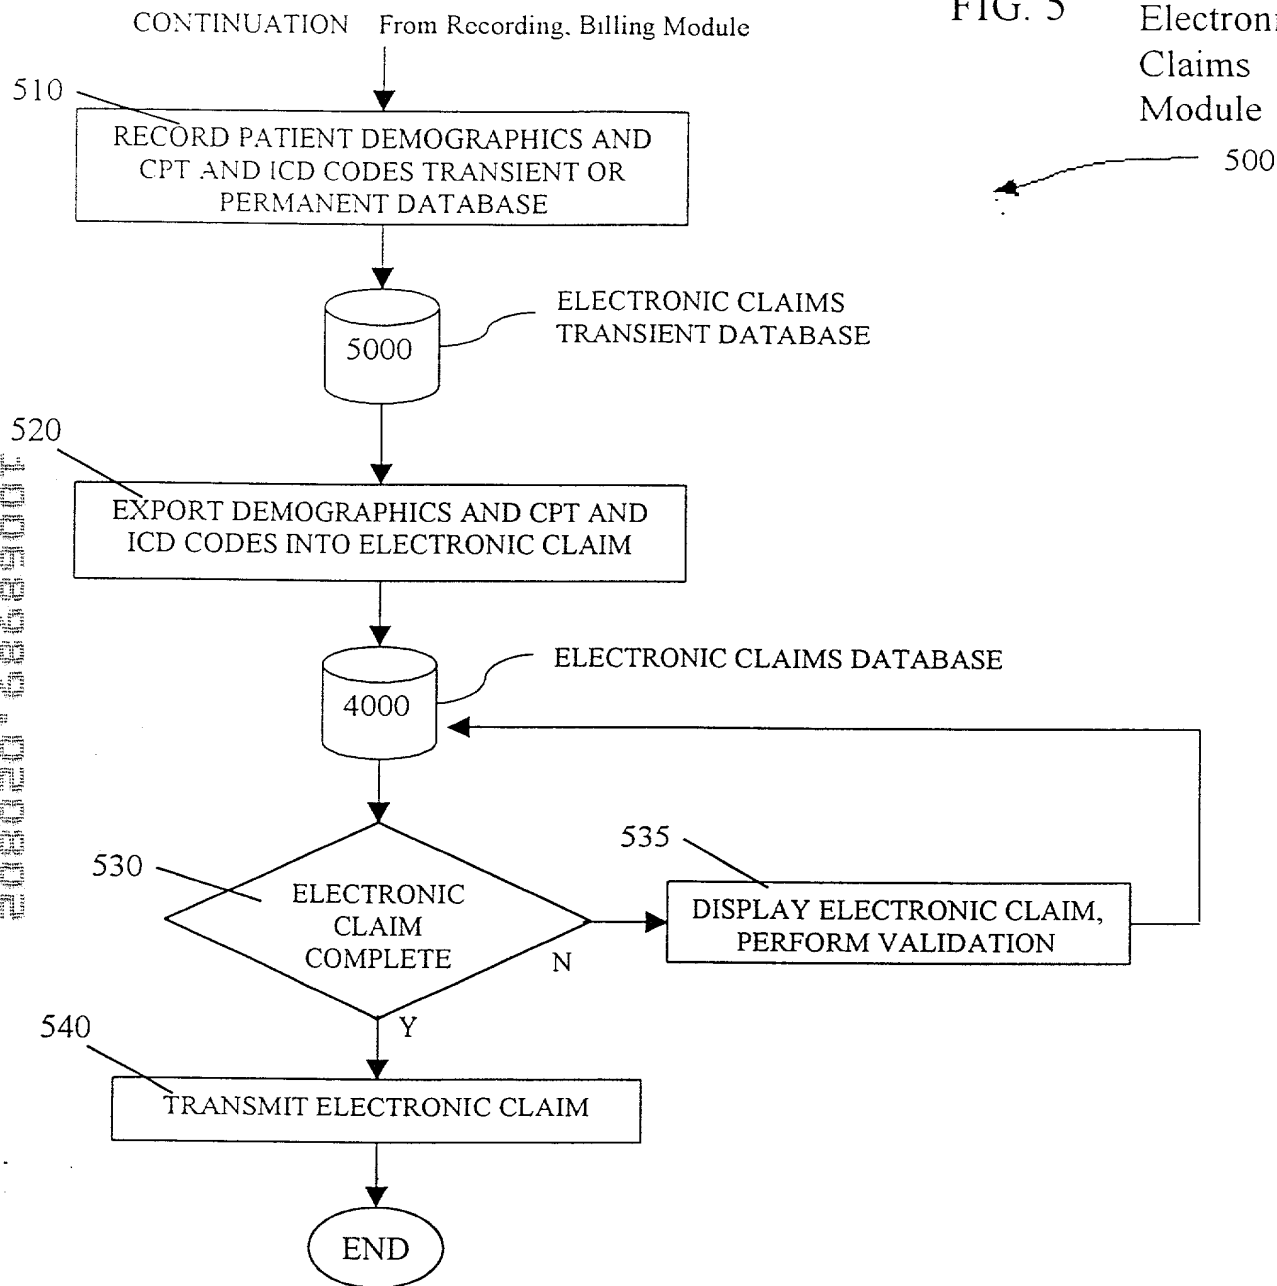 CONTINUATION From Recording, Billing Module
FIG. 5
Electroni
Claims
Module
500
510
RECORD PATIENT DEMOGRAPHICS AND
CPT AND ICD CODES TRANSIENT OR
PERMANENT DATABASE
5000
ELECTRONIC CLAIMS
TRANSIENT DATABASE
520
EXPORT DEMOGRAPHICS AND CPT AND
ICD CODES INTO ELECTRONIC CLAIM
4000
ELECTRONIC CLAIMS DATABASE
530
ELECTRONIC
CLAIM
COMPLETE
N
Y
535
DISPLAY ELECTRONIC CLAIM,
PERFORM VALIDATION
540
TRANSMIT ELECTRONIC CLAIM
END